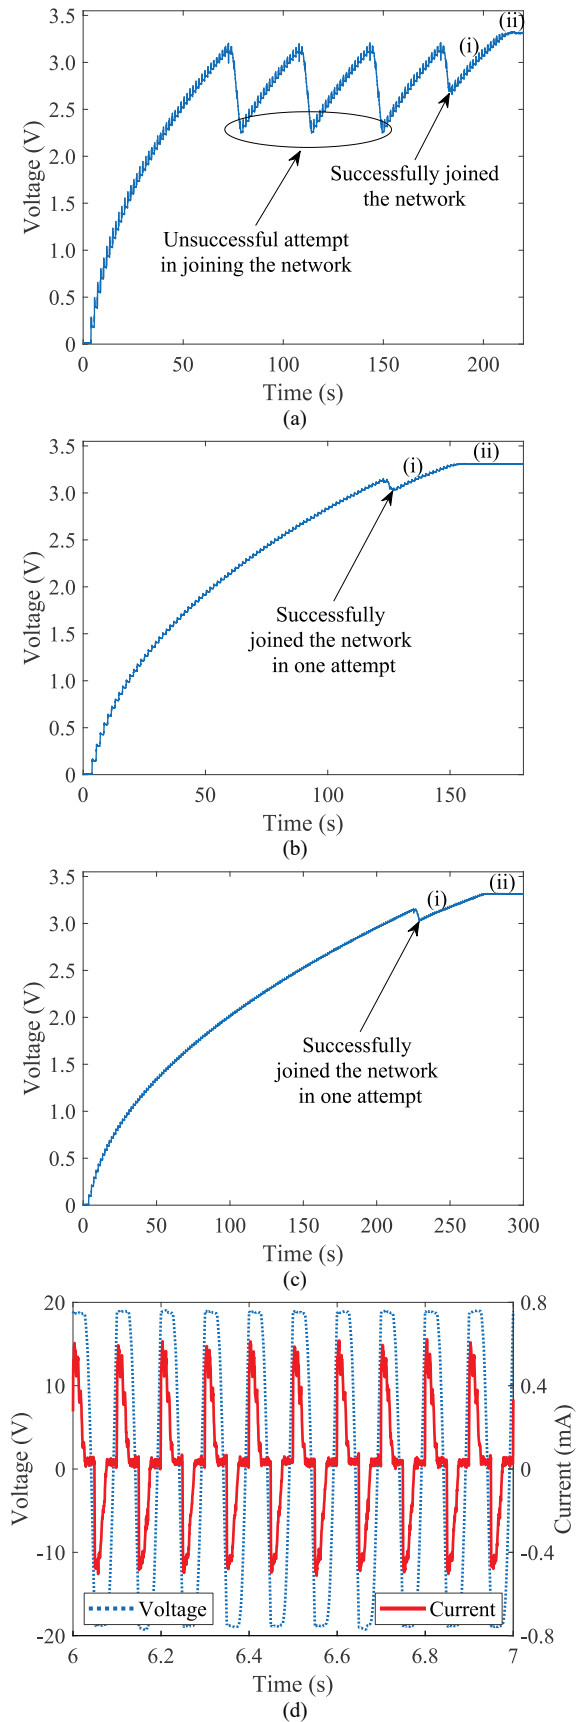 3.5
3.0
2.5
2.0
1.5
1.0
0.5
0
Voltage (V)
(i)
(ii)
Successfully joined
the network
Unsuccessful attempt
in joining the network
0 50 100 150 200
Time (s)
(a)
3.5
3.0
2.5
2.0
1.5
1.0
0.5
0
Voltage (V)
(i)
(ii)
Successfully
joined the network
in one attempt
0 50 100 150
Time (s)
(b)
3.5
3.0
2.5
2.0
1.5
1.0
0.5
0
Voltage (V)
(i)
(ii)
Successfully
joined the network
in one attempt
0 50 100 150 200 250 300
Time (s)
(c)
20
10
0
-10
-20
Voltage (V)
0.8
0.4
0
-0.4
-0.8
Current (mA)
Voltage
Current
6 6.2 6.4 6.6 6.8 7
Time (s)
(d)